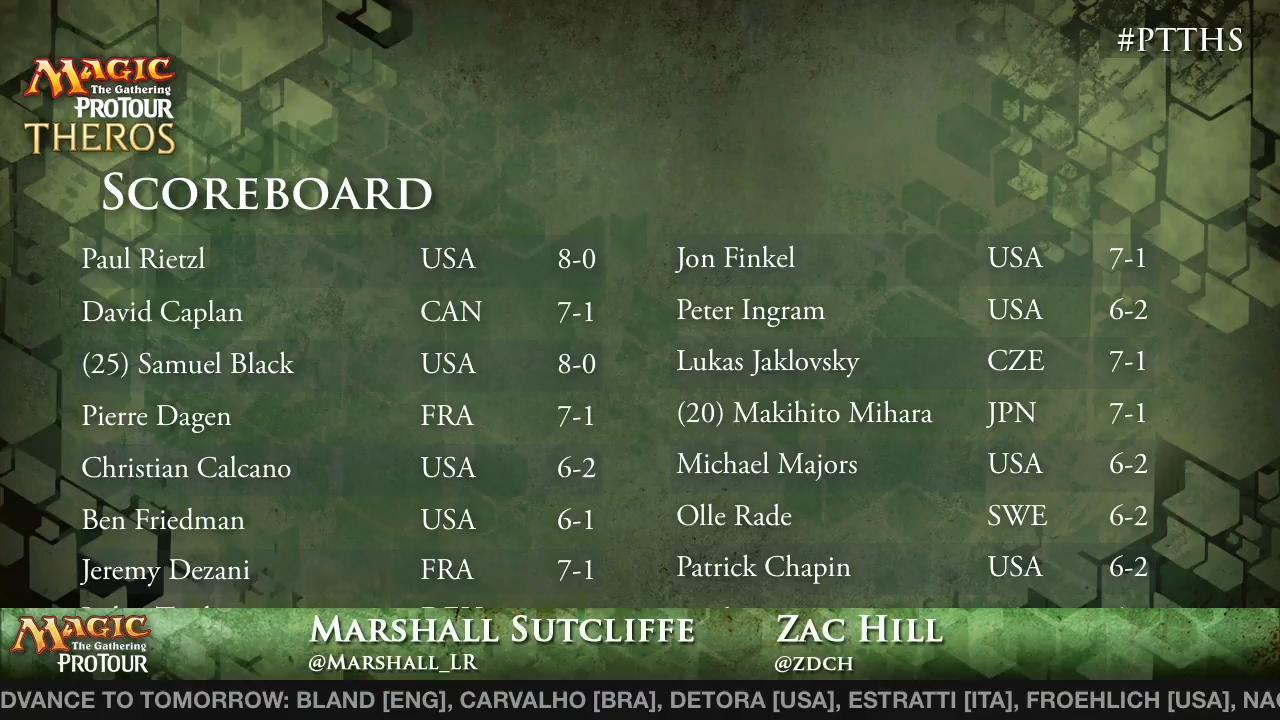 #PTTHS
MAGIC
The Gathering
PROTOUR
THEROS
SCOREBOARD
Paul Rietzl USA 8-0
David Caplan CAN 7-1
(25) Samuel Black USA 8-0
Pierre Dagen FRA 7-1
Christian Calcano USA 6-2
Ben Friedman USA 6-1
Jeremy Dezani FRA 7-1
Jon Finkel USA 7-1
Peter Ingram USA 6-2
Lukas Jaklovsky CZE 7-1
(20) Makihito Mihara JPN 7-1
Michael Majors USA 6-2
Olle Rade SWE 6-2
Patrick Chapin USA 6-2
MAGIC
The Gathering
PROTOUR
MARSHALL SUTCLIFFE
@MARSHALL_LR
ZAC HILL
@ZDCH
DVANCE TO TOMORROW: BLAND [ENG], CARVALHO [BRA], DETORA [USA], ESTRATTI [ITA], FROEHLICH [USA], NAC